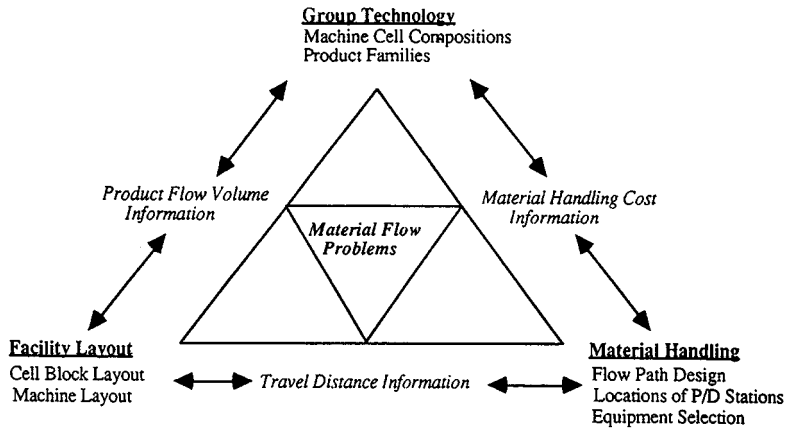 Group Technology
Machine Cell Compositions
Product Families
Product Flow Volume
Information
Material Handling Cost
Information
Material Flow
Problems
Facility Layout
Cell Block Layout
Machine Layout
Travel Distance Information
Material Handling
Flow Path Design
Locations of P/D Stations
Equipment Selection